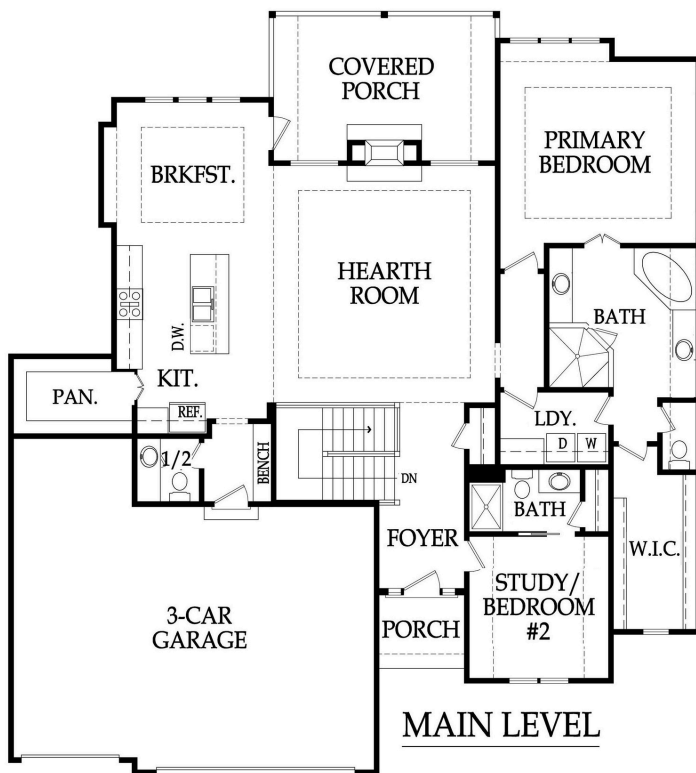 COVERED
PORCH
PRIMARY
BEDROOM
BRKFST.
HEARTH
ROOM
BATH
D.W.
KIT.
PAN.
REF.
LDY.
D
W
1/2
BENCH
DN
BATH
FOYER
W.I.C.
STUDY/
BEDROOM
#2
3-CAR
GARAGE
PORCH
MAIN LEVEL